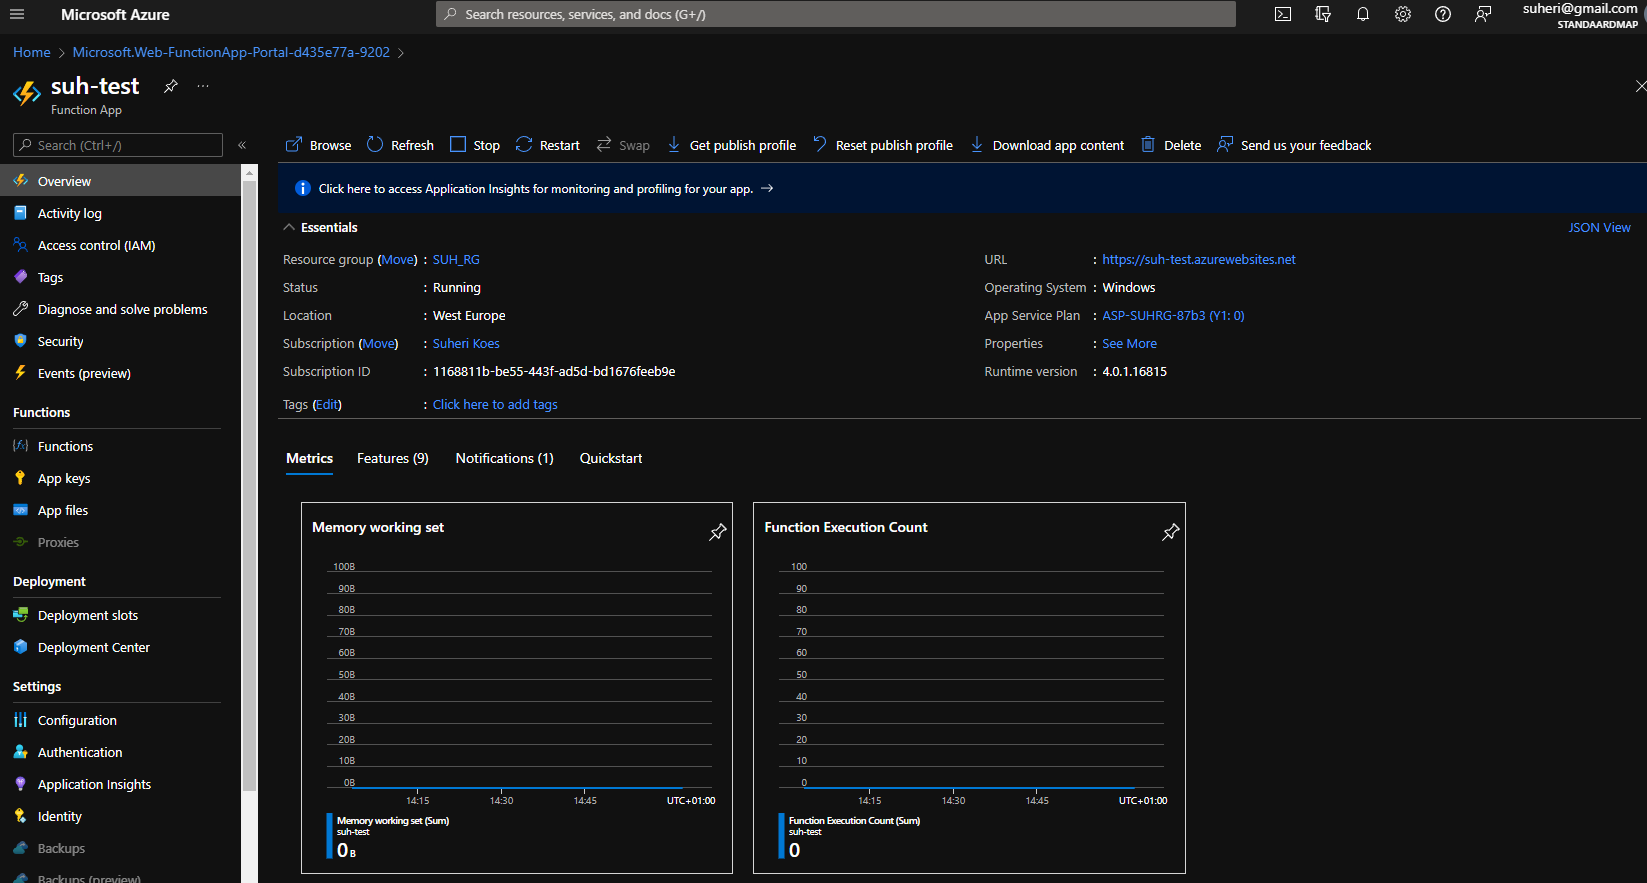 Microsoft Azure
Search resources, services, and docs (G+/)
suheri@gmail.com
STANDAARDMAP
Home > Microsoft.Web-FunctionApp-Portal-d435e77a-9202 >
suh-test
Function App
Search (Ctrl+/)
Overview
Activity log
Access control (IAM)
Tags
Diagnose and solve problems
Security
Events (preview)
Functions
Functions
App keys
App files
Proxies
Deployment
Deployment slots
Deployment Center
Settings
Configuration
Authentication
Application Insights
Identity
Backups
Backups (preview)
Browse Refresh Stop Restart Swap Get publish profile Reset publish profile Download app content Delete Send us your feedback
Click here to access Application Insights for monitoring and profiling for your app. →
Essentials
JSON View
Resource group (Move) : SUH_RG
Status : Running
Location : West Europe
Subscription (Move) : Suheri Koes
Subscription ID : 1168811b-be55-443f-ad5d-bd1676feeb9e
Tags (Edit) : Click here to add tags
URL : https://suh-test.azurewebsites.net
Operating System : Windows
App Service Plan : ASP-SUHRG-87b3 (Y1: 0)
Properties : See More
Runtime version : 4.0.1.16815
Metrics Features (9) Notifications (1) Quickstart
Memory working set
100B
90B
80B
70B
60B
50B
40B
30B
20B
10B
0B
14:15 14:30 14:45 UTC+01:00
Memory working set (Sum)
suh-test
0 B
Function Execution Count
100
90
80
70
60
50
40
30
20
10
0
14:15 14:30 14:45 UTC+01:00
Function Execution Count (Sum)
suh-test
0